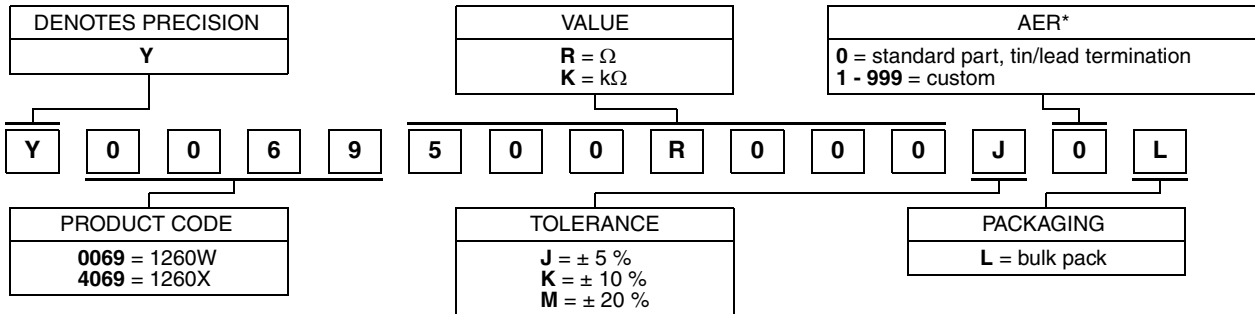 DENOTES PRECISION
Y
VALUE
R = Ω
K = kΩ
AER*
0 = standard part, tin/lead termination
1 - 999 = custom
Y 0 0 6 9 5 0 0 R 0 0 0 J 0 L
PRODUCT CODE
0069 = 1260W
4069 = 1260X
TOLERANCE
J = ± 5 %
K = ± 10 %
M = ± 20 %
PACKAGING
L = bulk pack